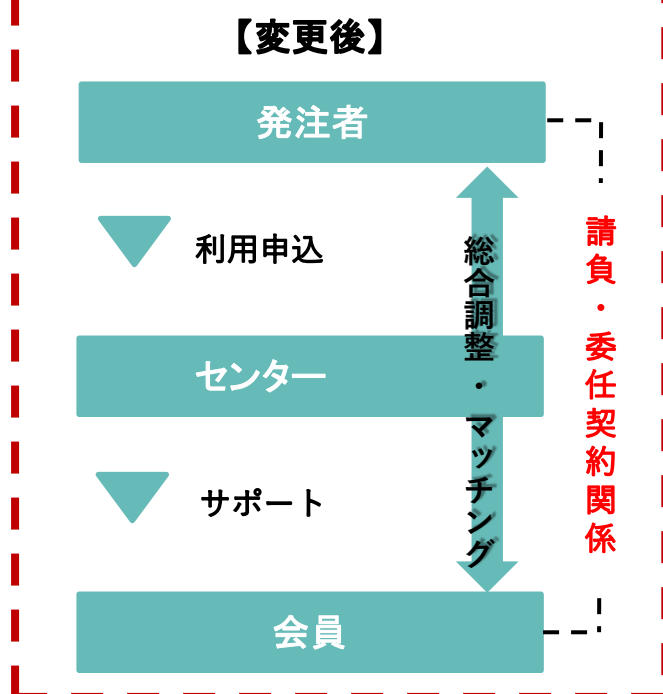 【変更後】
発注者
利用申込
総合調整・マッチング
請負・委任契約関係
センター
サポート
会員